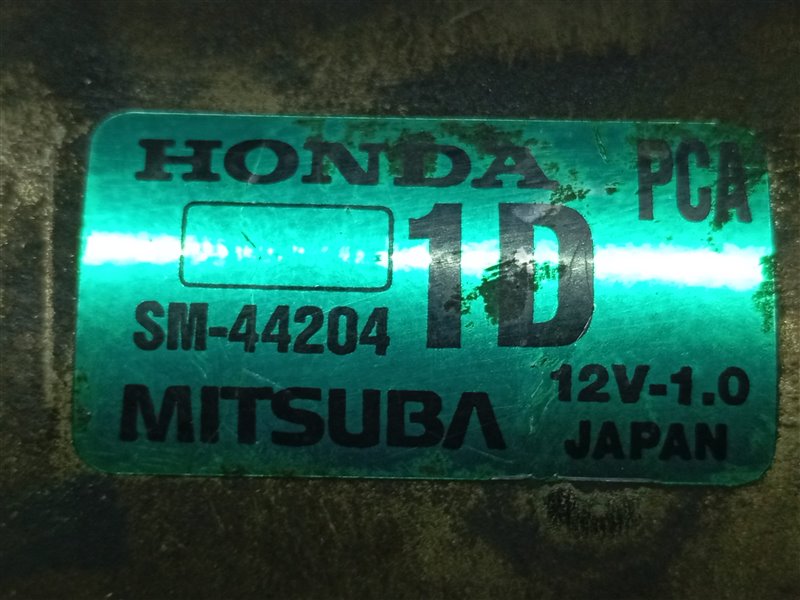 HONDA
PCA
1D
SM-44204
12V-1.0
MITSUBA
JAPAN